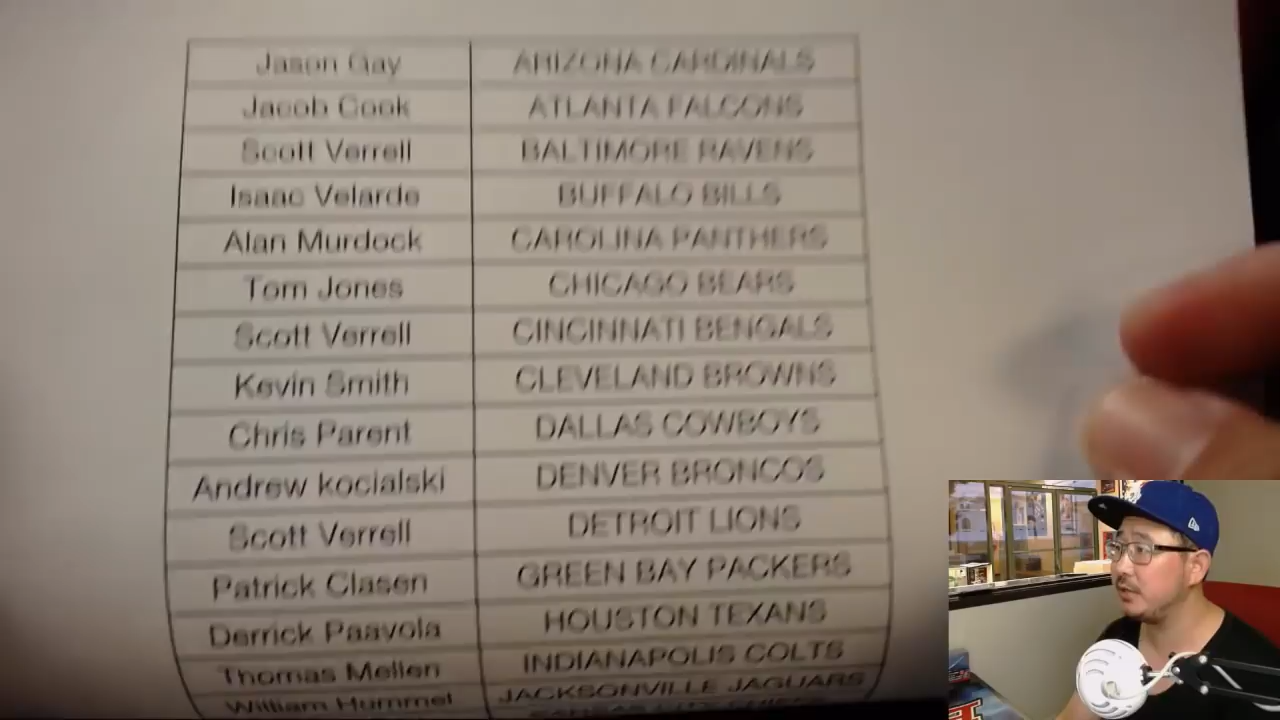 Jason Gay ARIZONA CARDINALS
Jacob Cook ATLANTA FALCONS
Scott Verrell BALTIMORE RAVENS
Isaac Velarde BUFFALO BILLS
Alan Murdock CAROLINA PANTHERS
Tom Jones CHICAGO BEARS
Scott Verrell CINCINNATI BENGALS
Kevin Smith CLEVELAND BROWNS
Chris Parent DALLAS COWBOYS
Andrew kocialski DENVER BRONCOS
Scott Verrell DETROIT LIONS
Patrick Clasen GREEN BAY PACKERS
Derrick Paavola HOUSTON TEXANS
Thomas Mellen INDIANAPOLIS COLTS
William Hummel JACKSONVILLE JAGUARS